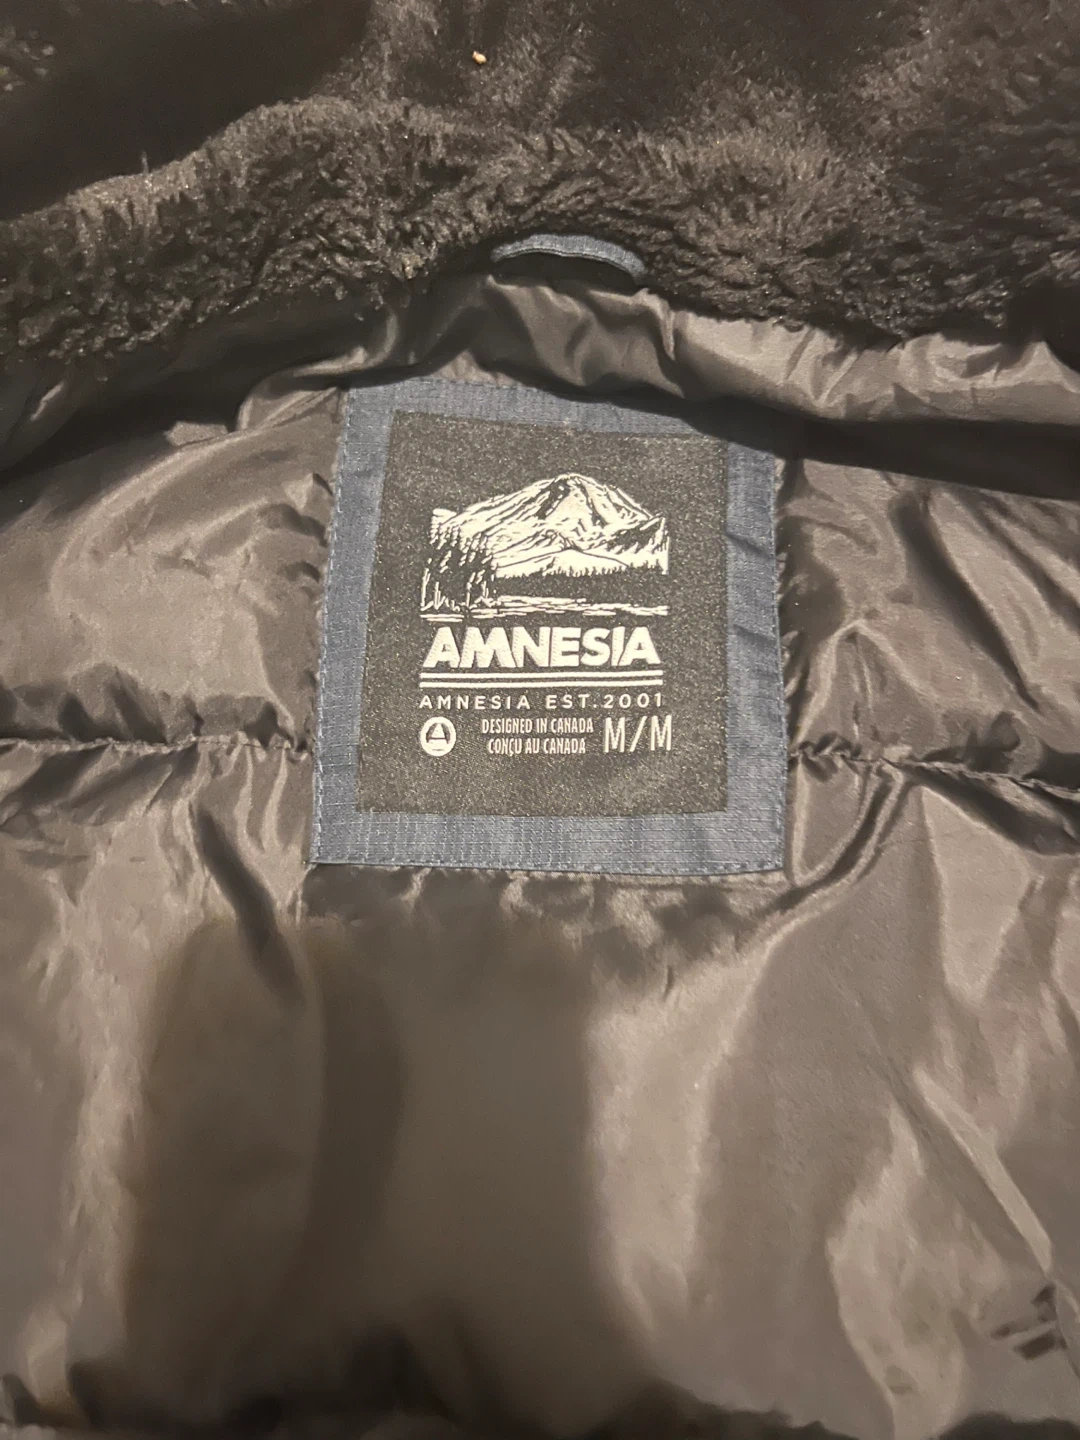 AMNESIA
AMNESIA EST.2001
DESIGNED IN CANADA
CONÇU AU CANADA
M/M